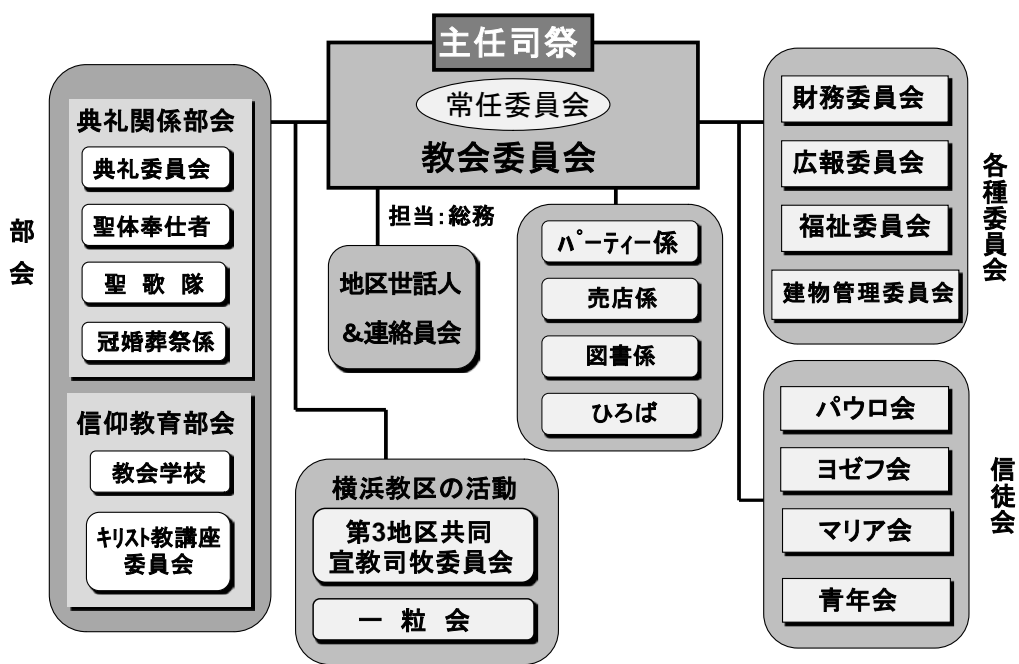 主任司祭
常任委員会
教会委員会
部会
典礼関係部会
典礼委員会
聖体奉仕者
聖歌隊
冠婚葬祭係
信仰教育部会
教会学校
キリスト教講座
委員会
担当:総務
地区世話人
&連絡員会
パーティー係
売店係
図書係
ひろば
横浜教区の活動
第3地区共同
宣教司牧委員会
一粒会
各種委員会
財務委員会
広報委員会
福祉委員会
建物管理委員会
信徒会
パウロ会
ヨゼフ会
マリア会
青年会